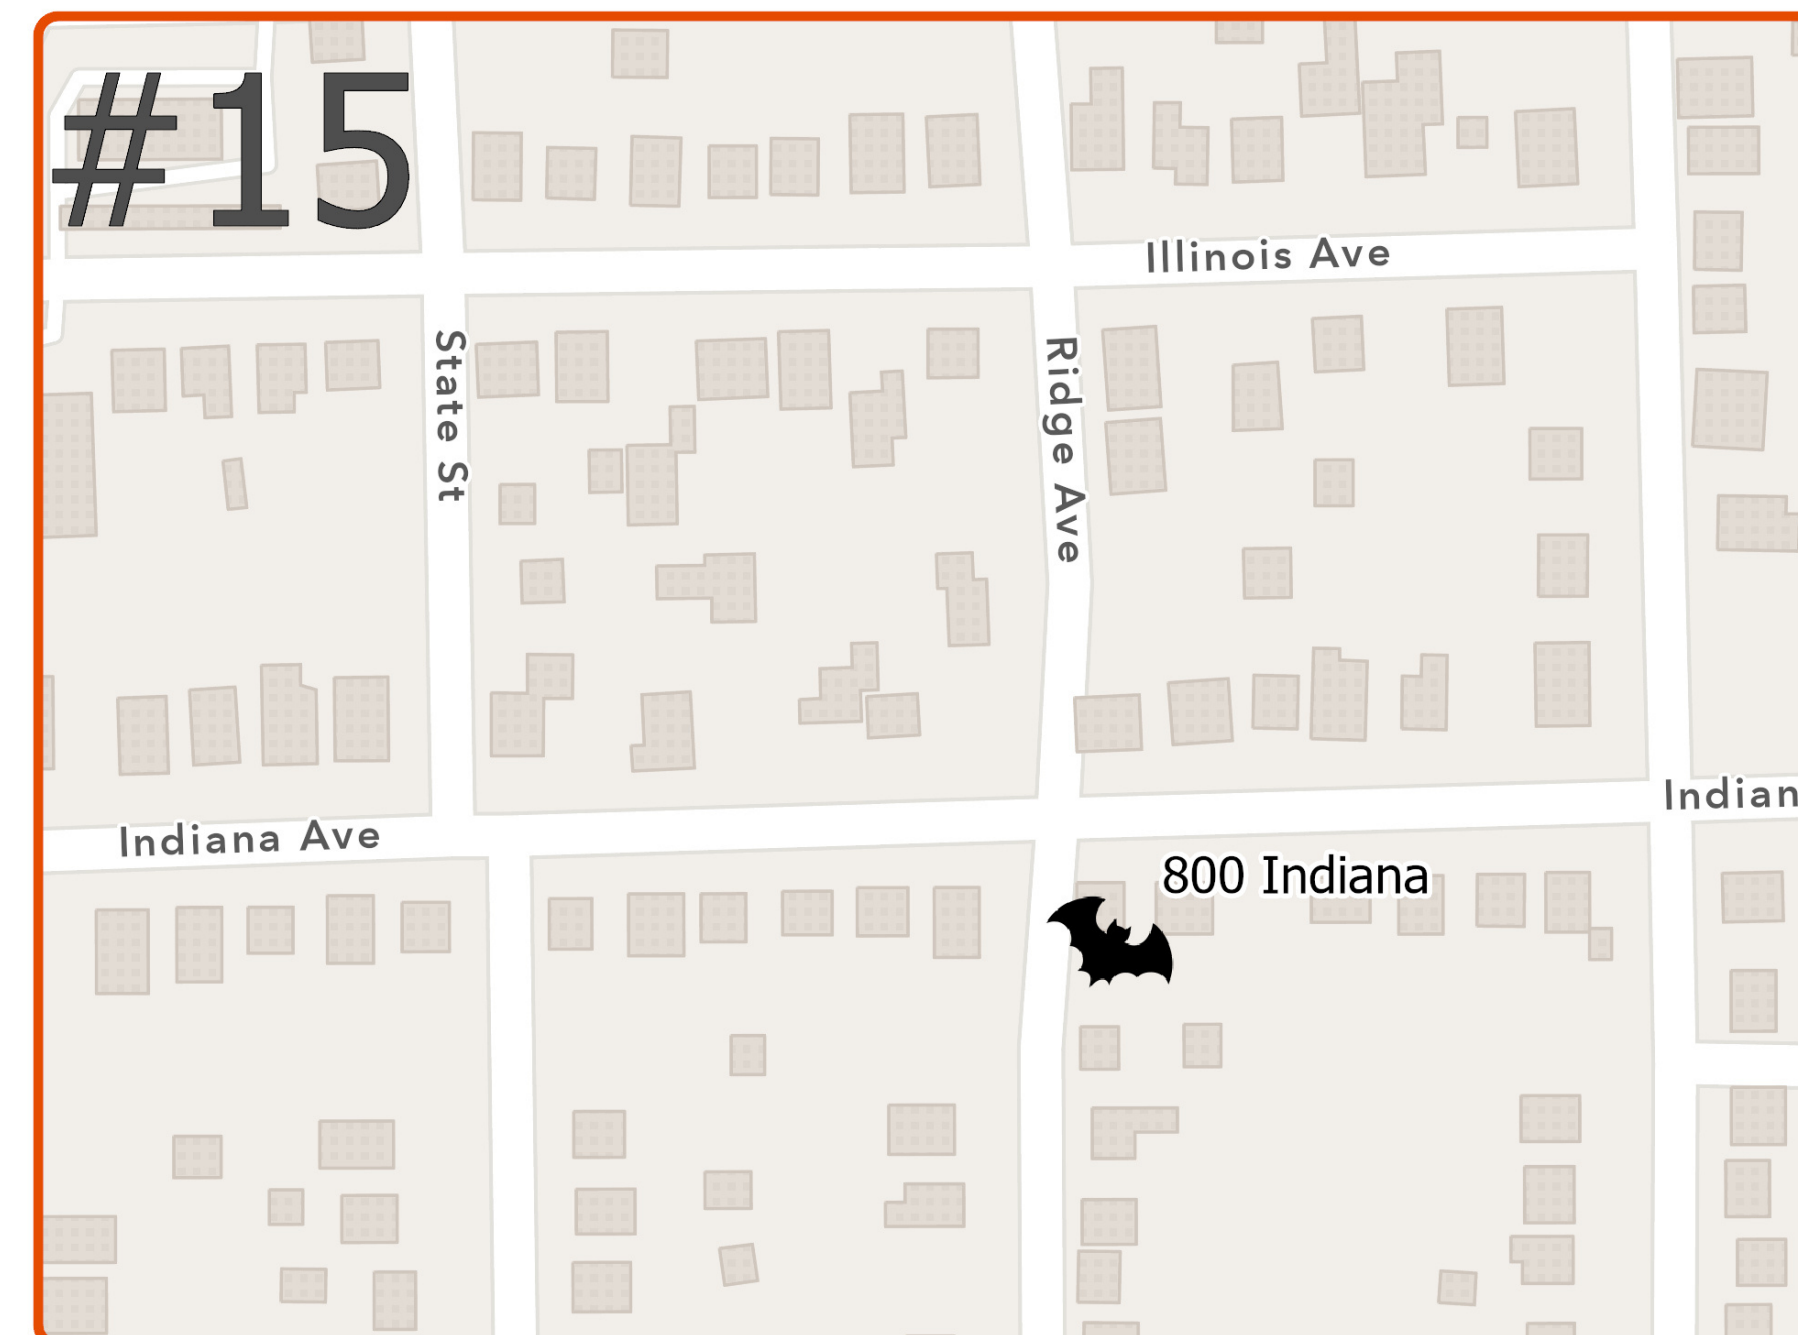 #15
Illinois Ave
State St
Ridge Ave
Indian
Indiana Ave
800 Indiana